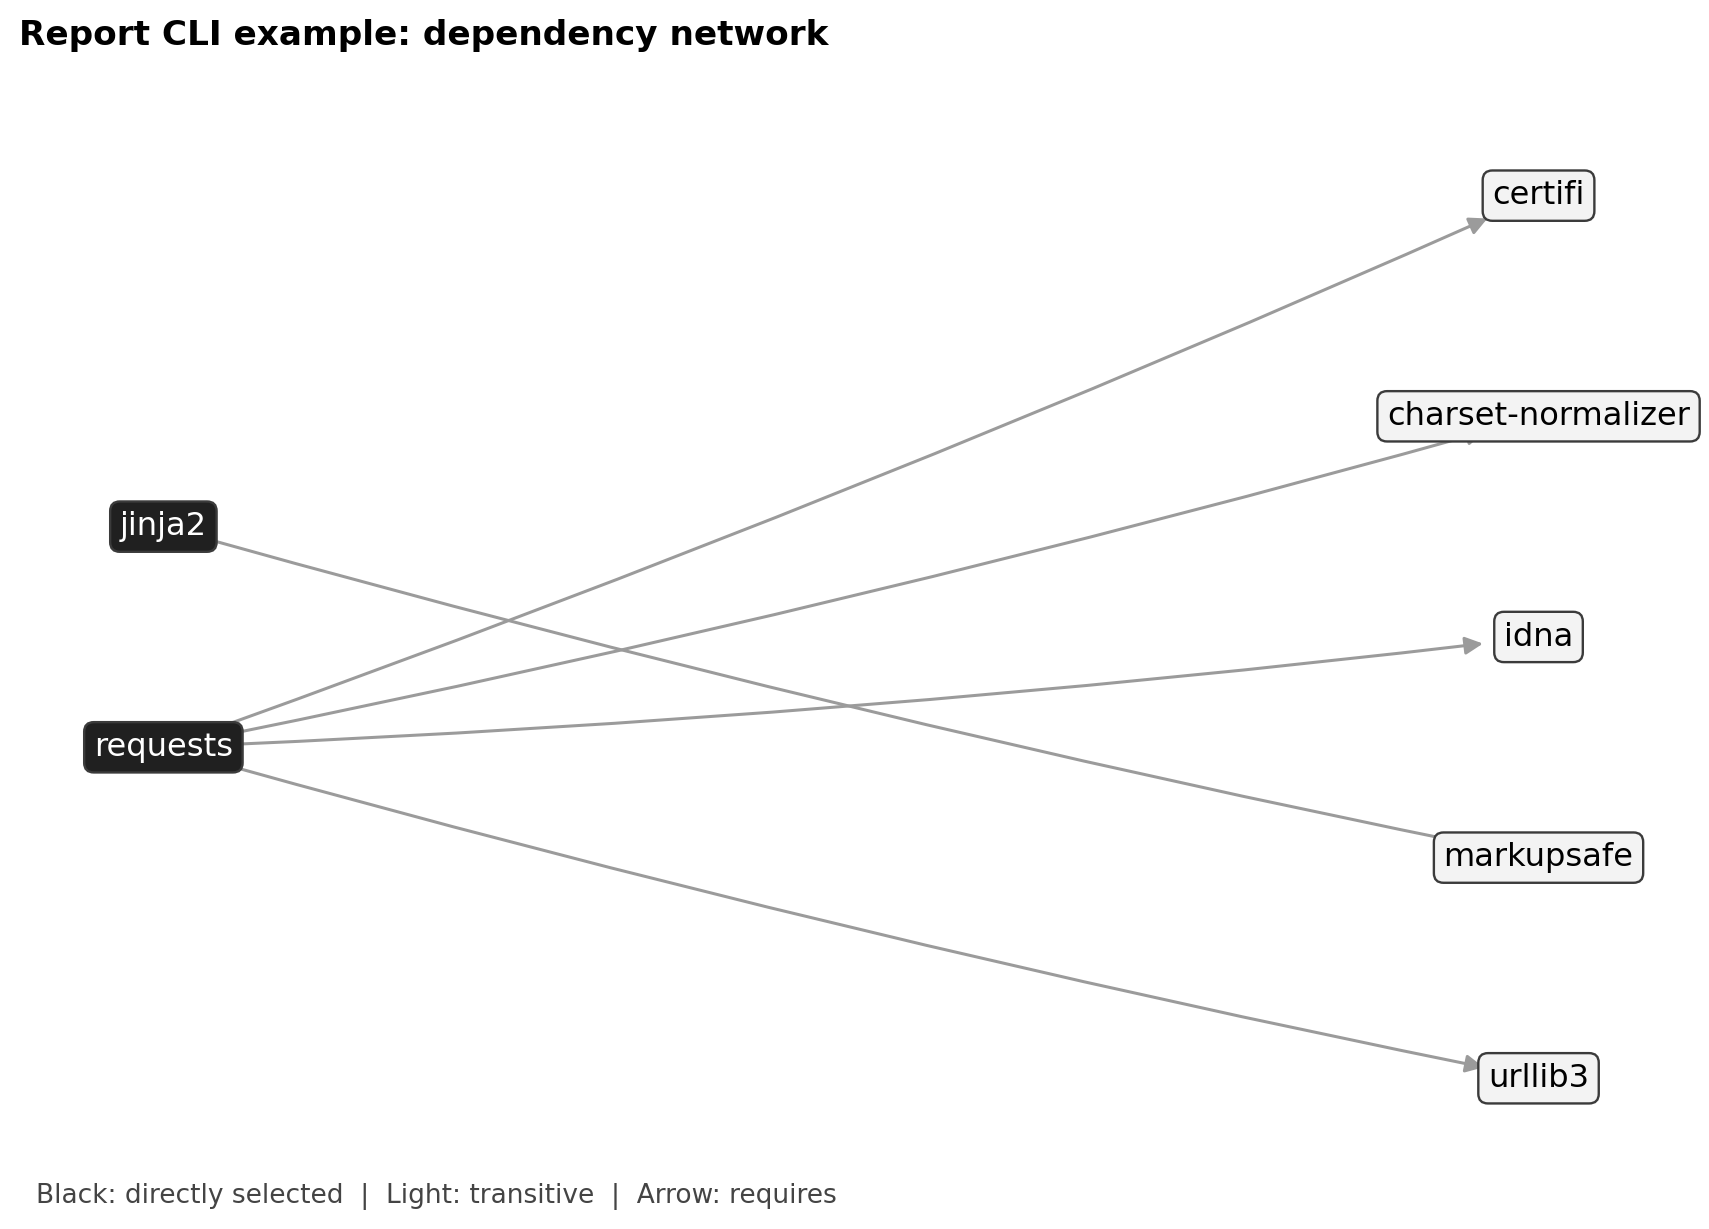 Report CLI example: dependency network
certifi
charset-normalizer
jinja2
idna
requests
markupsafe
urllib3
Black: directly selected | Light: transitive | Arrow: requires